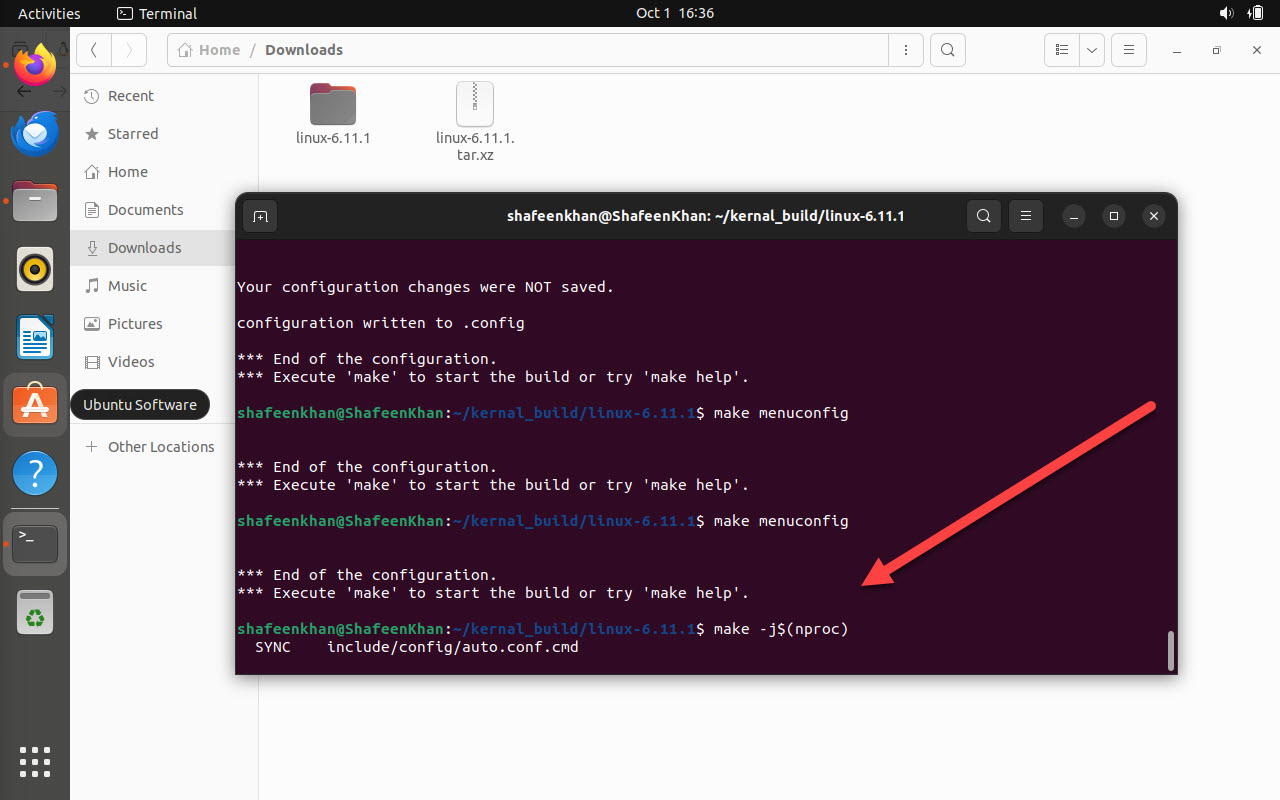 Activities
Terminal
Oct 1 16:36
Home / Downloads
Recent
Starred
Home
Documents
Downloads
Music
Pictures
Videos
Ubuntu Software
Other Locations
linux-6.11.1
linux-6.11.1.
tar.xz
shafeenkhan@ShafeenKhan: ~/kernal_build/linux-6.11.1
Your configuration changes were NOT saved.
configuration written to .config
*** End of the configuration.
*** Execute 'make' to start the build or try 'make help'.
shafeenkhan@ShafeenKhan:~/kernal_build/linux-6.11.1$ make menuconfig
*** End of the configuration.
*** Execute 'make' to start the build or try 'make help'.
shafeenkhan@ShafeenKhan:~/kernal_build/linux-6.11.1$ make menuconfig
*** End of the configuration.
*** Execute 'make' to start the build or try 'make help'.
shafeenkhan@ShafeenKhan:~/kernal_build/linux-6.11.1$ make -j$(nproc)
SYNC    include/config/auto.conf.cmd